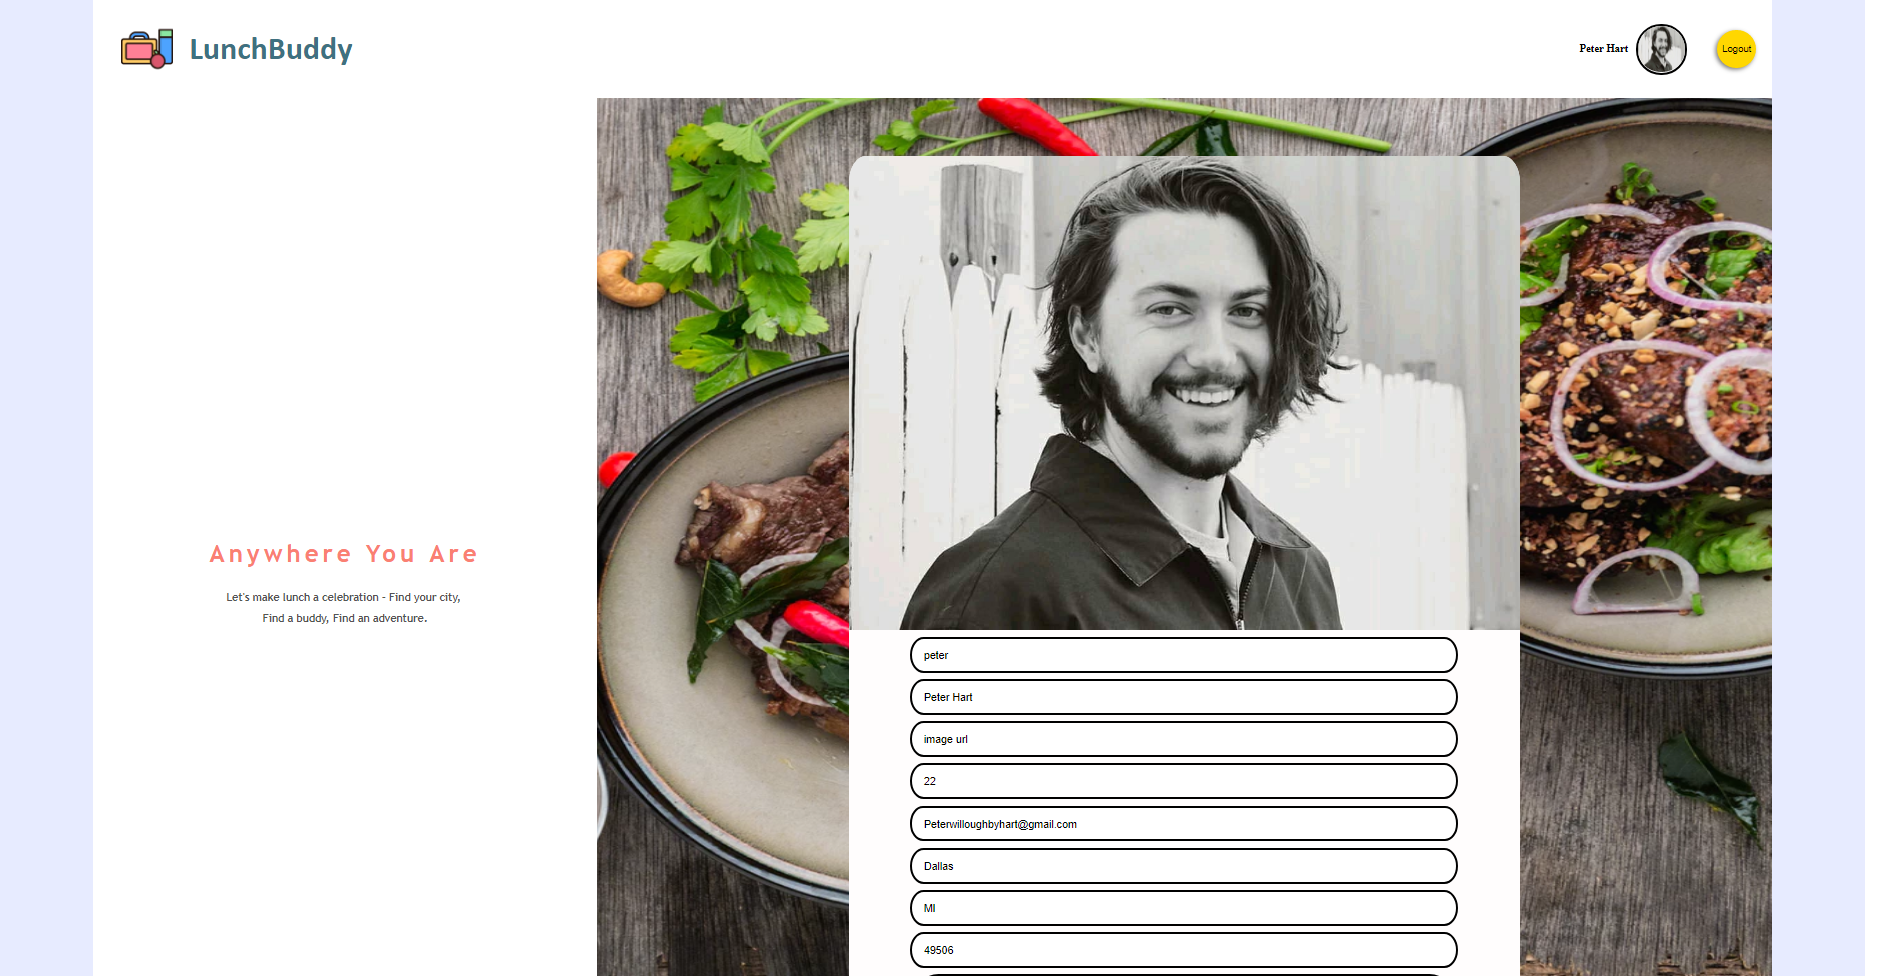 LunchBuddy
Peter Hart
Logout
Anywhere You Are
Let's make lunch a celebration - Find your city,
Find a buddy, Find an adventure.
peter
Peter Hart
image url
22
Peterwilloughbyhart@gmail.com
Dallas
MI
49506